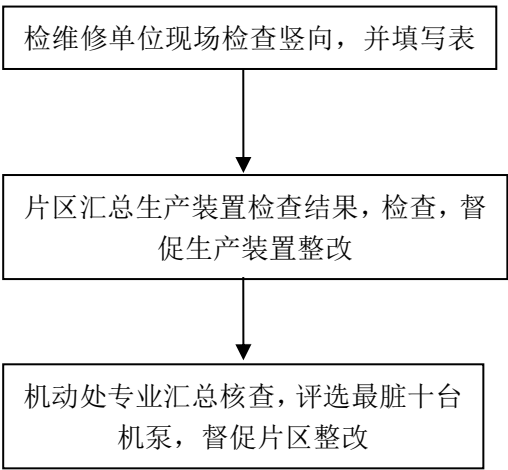 检维修单位现场检查竖向，并填写表
片区汇总生产装置检查结果，检查，督
促生产装置整改
机动处专业汇总核查，评选最脏十台
机泵，督促片区整改